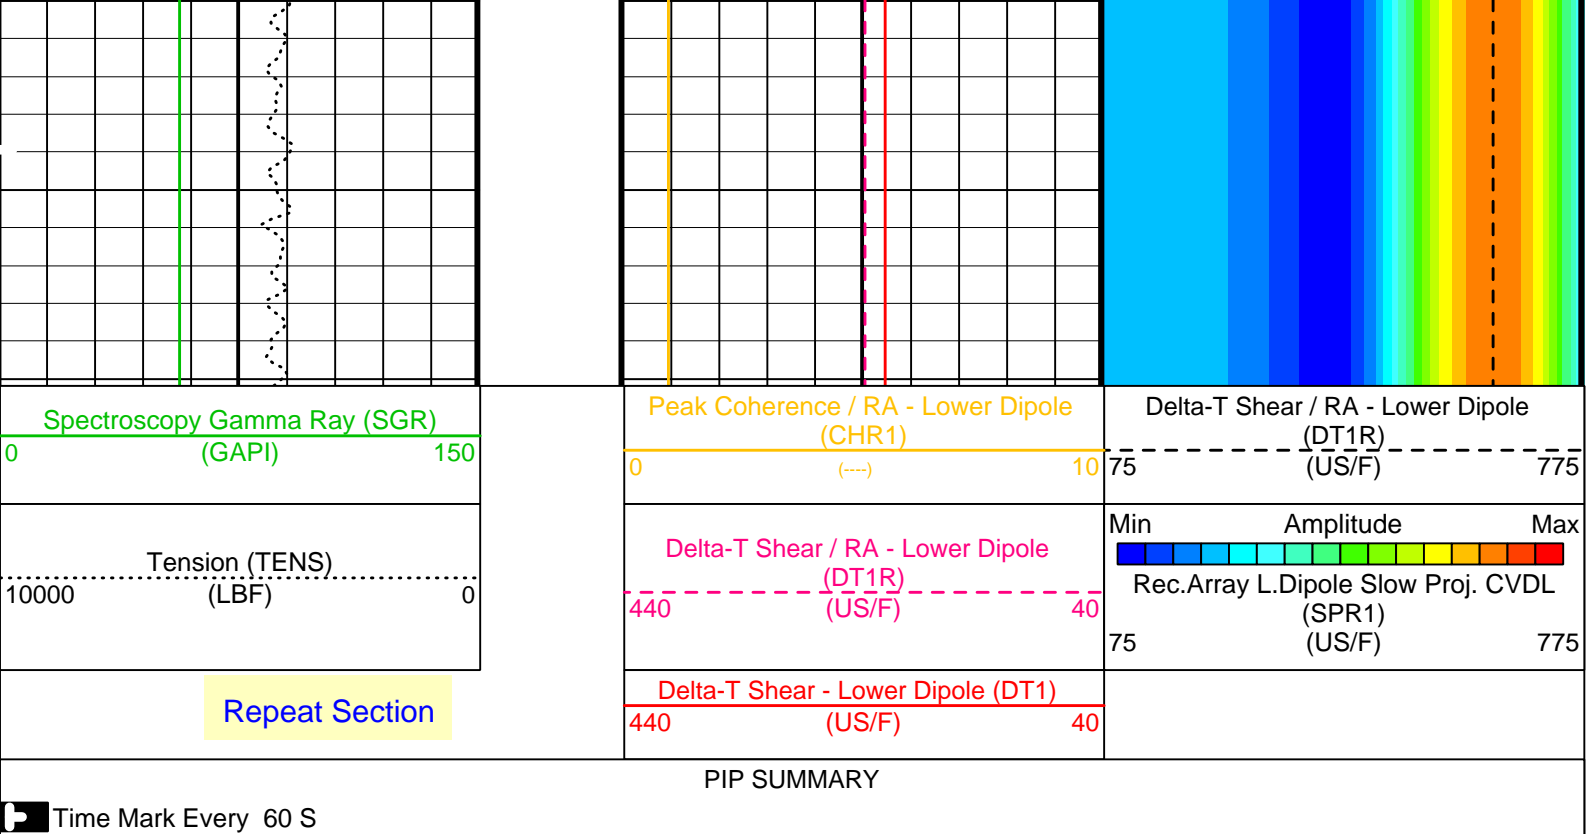 Spectroscopy Gamma Ray (SGR)
0 (GAPI) 150
Tension (TENS)
10000 (LBF) 0
Repeat Section
Peak Coherence / RA - Lower Dipole
(CHR1)
0 (----) 10
Delta-T Shear / RA - Lower Dipole
(DT1R)
440 (US/F) 40
Delta-T Shear - Lower Dipole (DT1)
440 (US/F) 40
Delta-T Shear / RA - Lower Dipole
(DT1R)
75 (US/F) 775
Min Amplitude Max
Rec.Array L.Dipole Slow Proj. CVDL
(SPR1)
75 (US/F) 775
PIP SUMMARY
Time Mark Every 60 S